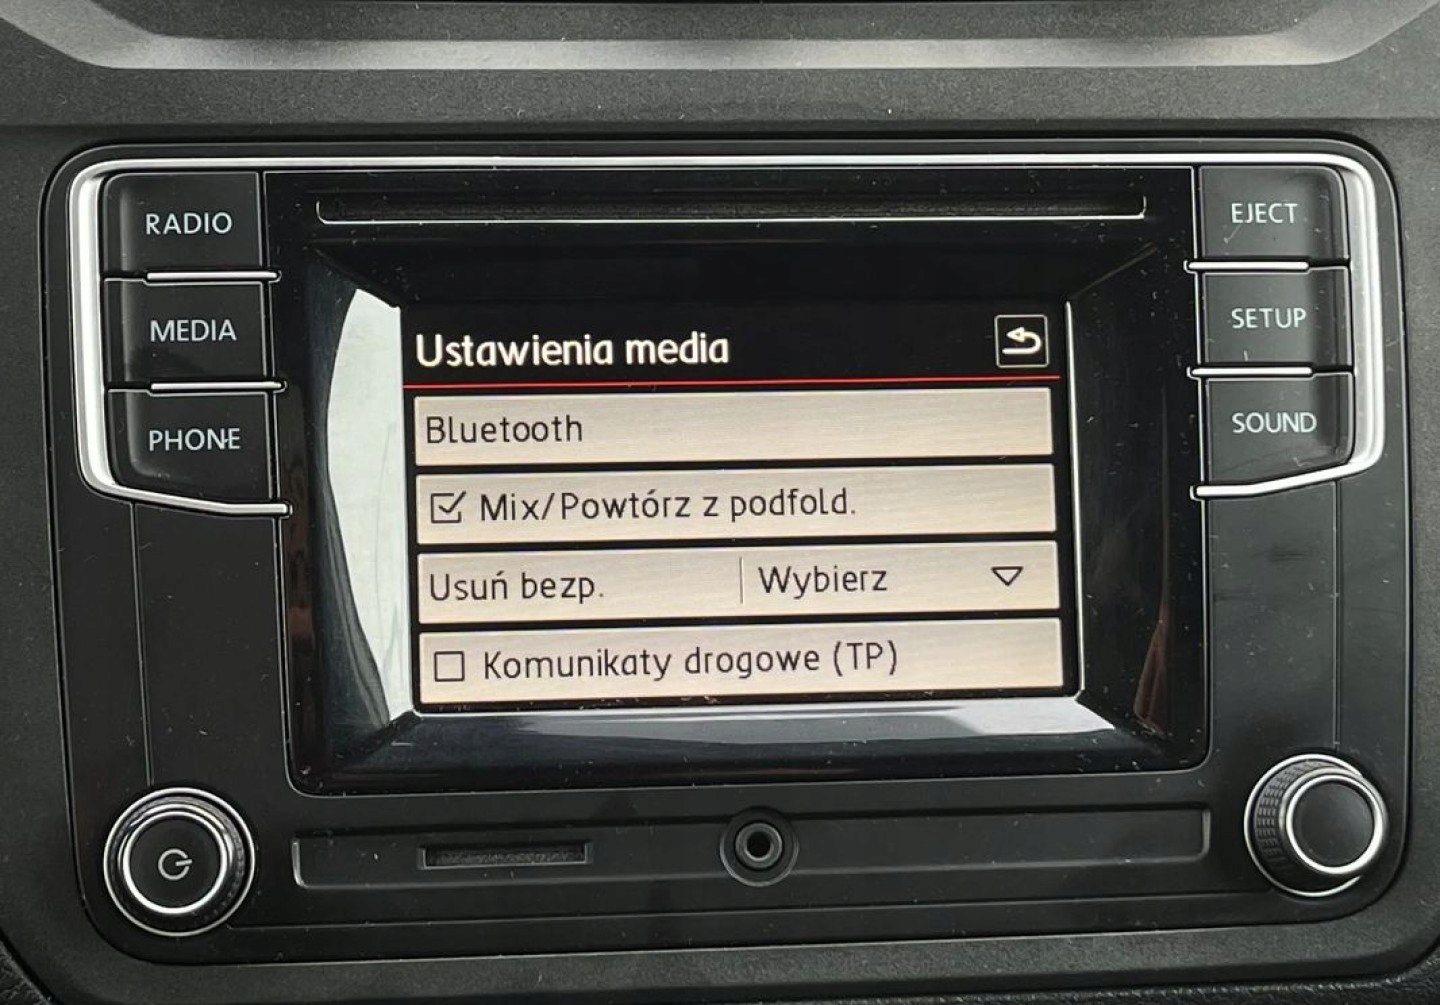 RADIO
MEDIA
PHONE
Ustawienia media
Bluetooth
Mix/Powtórz z podfold.
Usuń bezp. Wybierz
Komunikaty drogowe (TP)
EJECT
SETUP
SOUND